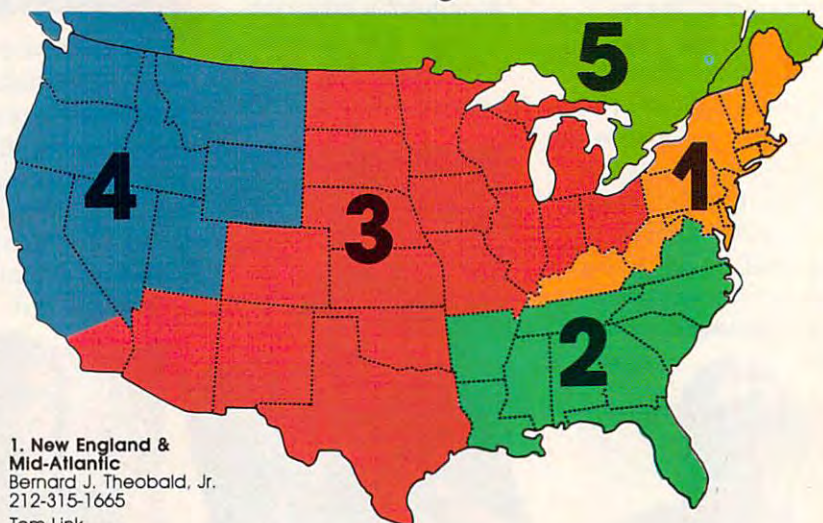 5
4
1
3
2
1. New England &
Mid-Atlantic
Bernard J. Theobald, Jr.
212-315-1665